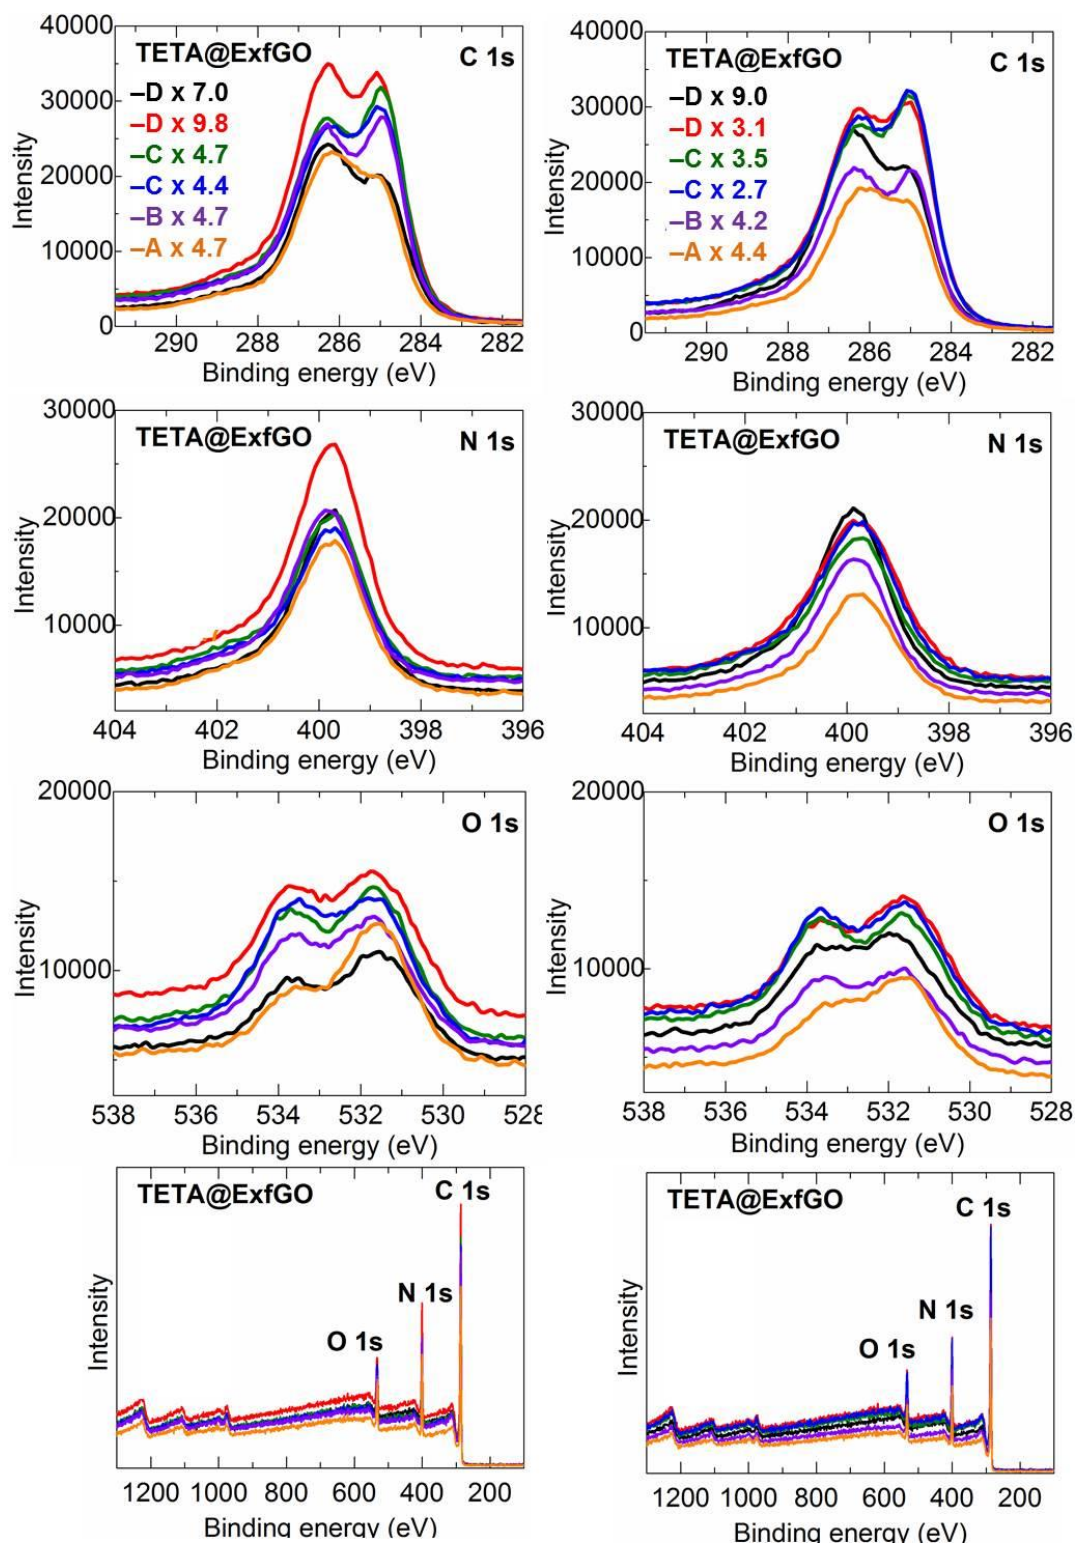 40000
30000
20000
10000
0
TETA@ExfGO
C 1s
–D x 7.0
–D x 9.8
–C x 4.7
–C x 4.4
–B x 4.7
–A x 4.7
Intensity
290 288 286 284 282
Binding energy (eV)
40000
30000
20000
10000
0
TETA@ExfGO
C 1s
–D x 9.0
–D x 3.1
–C x 3.5
–C x 2.7
–B x 4.2
–A x 4.4
Intensity
290 288 286 284 282
Binding energy (eV)
30000
20000
10000
TETA@ExfGO
N 1s
Intensity
404 402 400 398 396
Binding energy (eV)
30000
20000
10000
TETA@ExfGO
N 1s
Intensity
404 402 400 398 396
Binding energy (eV)
20000
10000
O 1s
Intensity
538 536 534 532 530 528
Binding energy (eV)
20000
10000
O 1s
Intensity
538 536 534 532 530 528
Binding energy (eV)
TETA@ExfGO
C 1s
N 1s
O 1s
Intensity
1200 1000 800 600 400 200
Binding energy (eV)
TETA@ExfGO
C 1s
N 1s
O 1s
Intensity
1200 1000 800 600 400 200
Binding energy (eV)